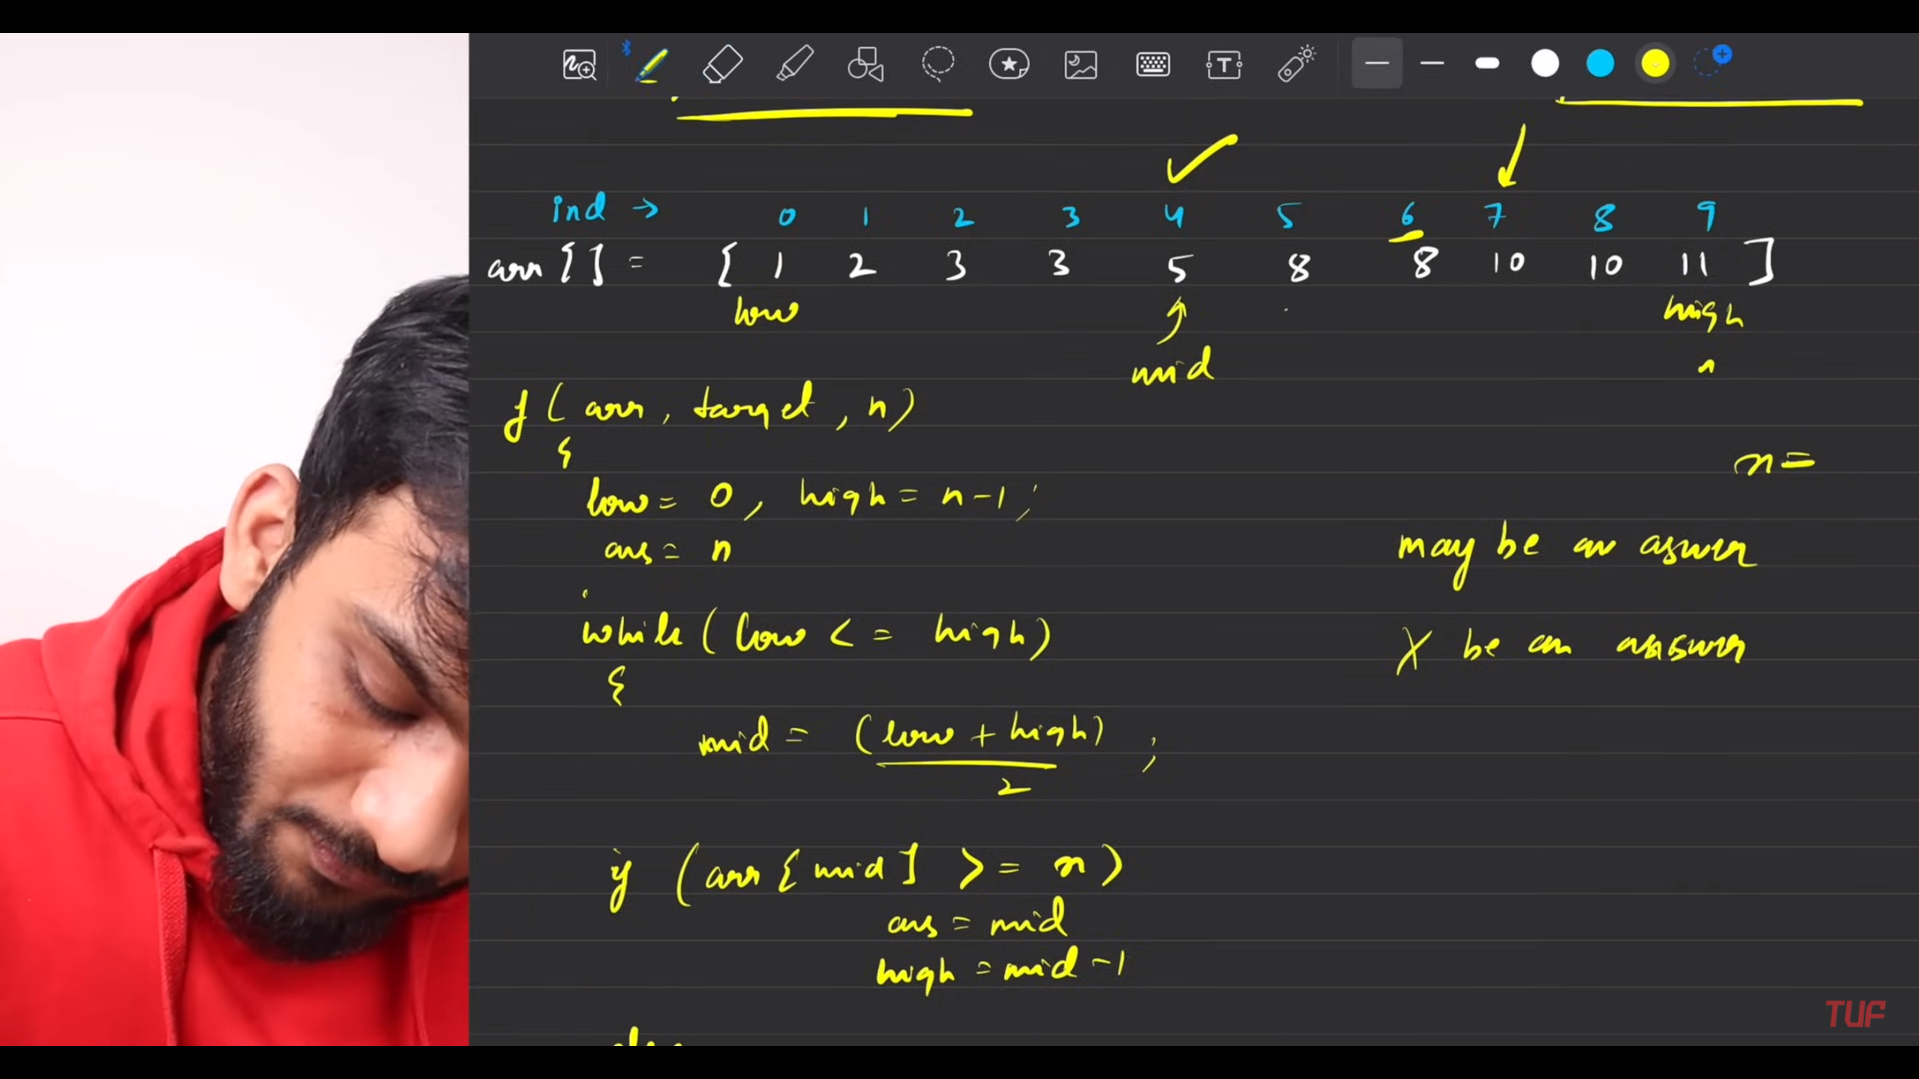 ind → 0 1 2 3 4 5 6 7 8 9
arr [ ] = [ 1 2 3 3 5 8 8 10 10 11 ]
low high
mid
f ( arr, target, n)
{
low = 0, high = n-1;
x =
ans = n
may be an aswer
while ( low <= high)
X be an answer
{
mid = (low + high) ;
2
if (arr [ mid ] >= x )
ans = mid
high = mid -1
TUF